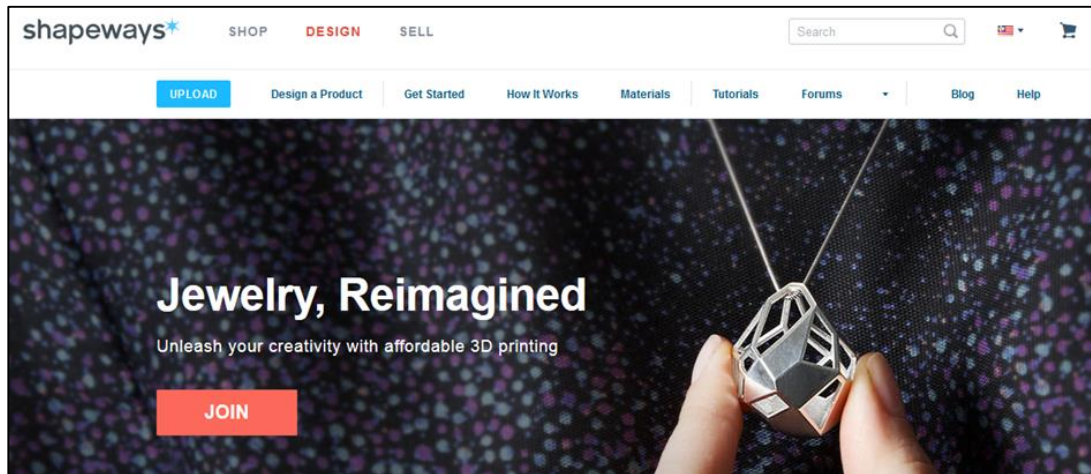 shapeways
SHOP DESIGN SELL Search
UPLOAD Design a Product Get Started How It Works Materials Tutorials Forums Blog Help
Jewelry, Reimagined
Unleash your creativity with affordable 3D printing
JOIN